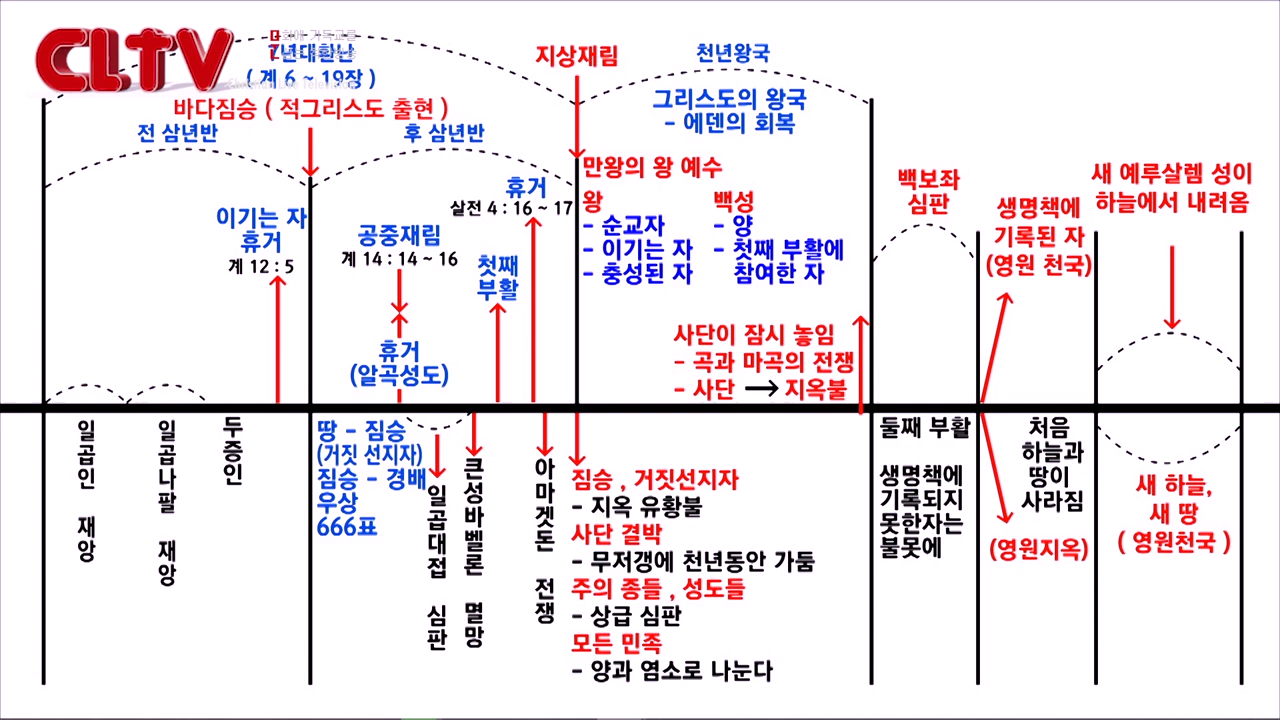 CLTV
7년대환난
( 계 6 ~ 19장 )
바다짐승 ( 적그리스도 출현 )
전 삼년반
후 삼년반
지상재림
천년왕국
그리스도의 왕국
- 에덴의 회복
이기는 자
휴거
계 12 : 5
공중재림
계 14 : 14 ~ 16
휴거
(알곡성도)
첫째
부활
휴거
살전 4 : 16 ~ 17
만왕의 왕 예수
왕
- 순교자
- 이기는 자
- 충성된 자
백성
- 양
- 첫째 부활에
참여한 자
사단이 잠시 놓임
- 곡과 마곡의 전쟁
- 사단 → 지옥불
백보좌
심판
생명책에
기록된 자
(영원 천국)
새 예루살렘 성이
하늘에서 내려옴
일곱인 재앙
일곱나팔 재앙
두증인
땅 - 짐승
(거짓 선지자)
짐승 - 경배
우상
666표
일곱대접 심판
큰성바벨론 멸망
아마겟돈 전쟁
짐승 , 거짓선지자
- 지옥 유황불
사단 결박
- 무저갱에 천년동안 가둠
주의 종들 , 성도들
- 상급 심판
모든 민족
- 양과 염소로 나눈다
둘째 부활
생명책에
기록되지
못한자는
불못에
(영원지옥)
처음
하늘과
땅이
사라짐
새 하늘,
새 땅
( 영원천국 )